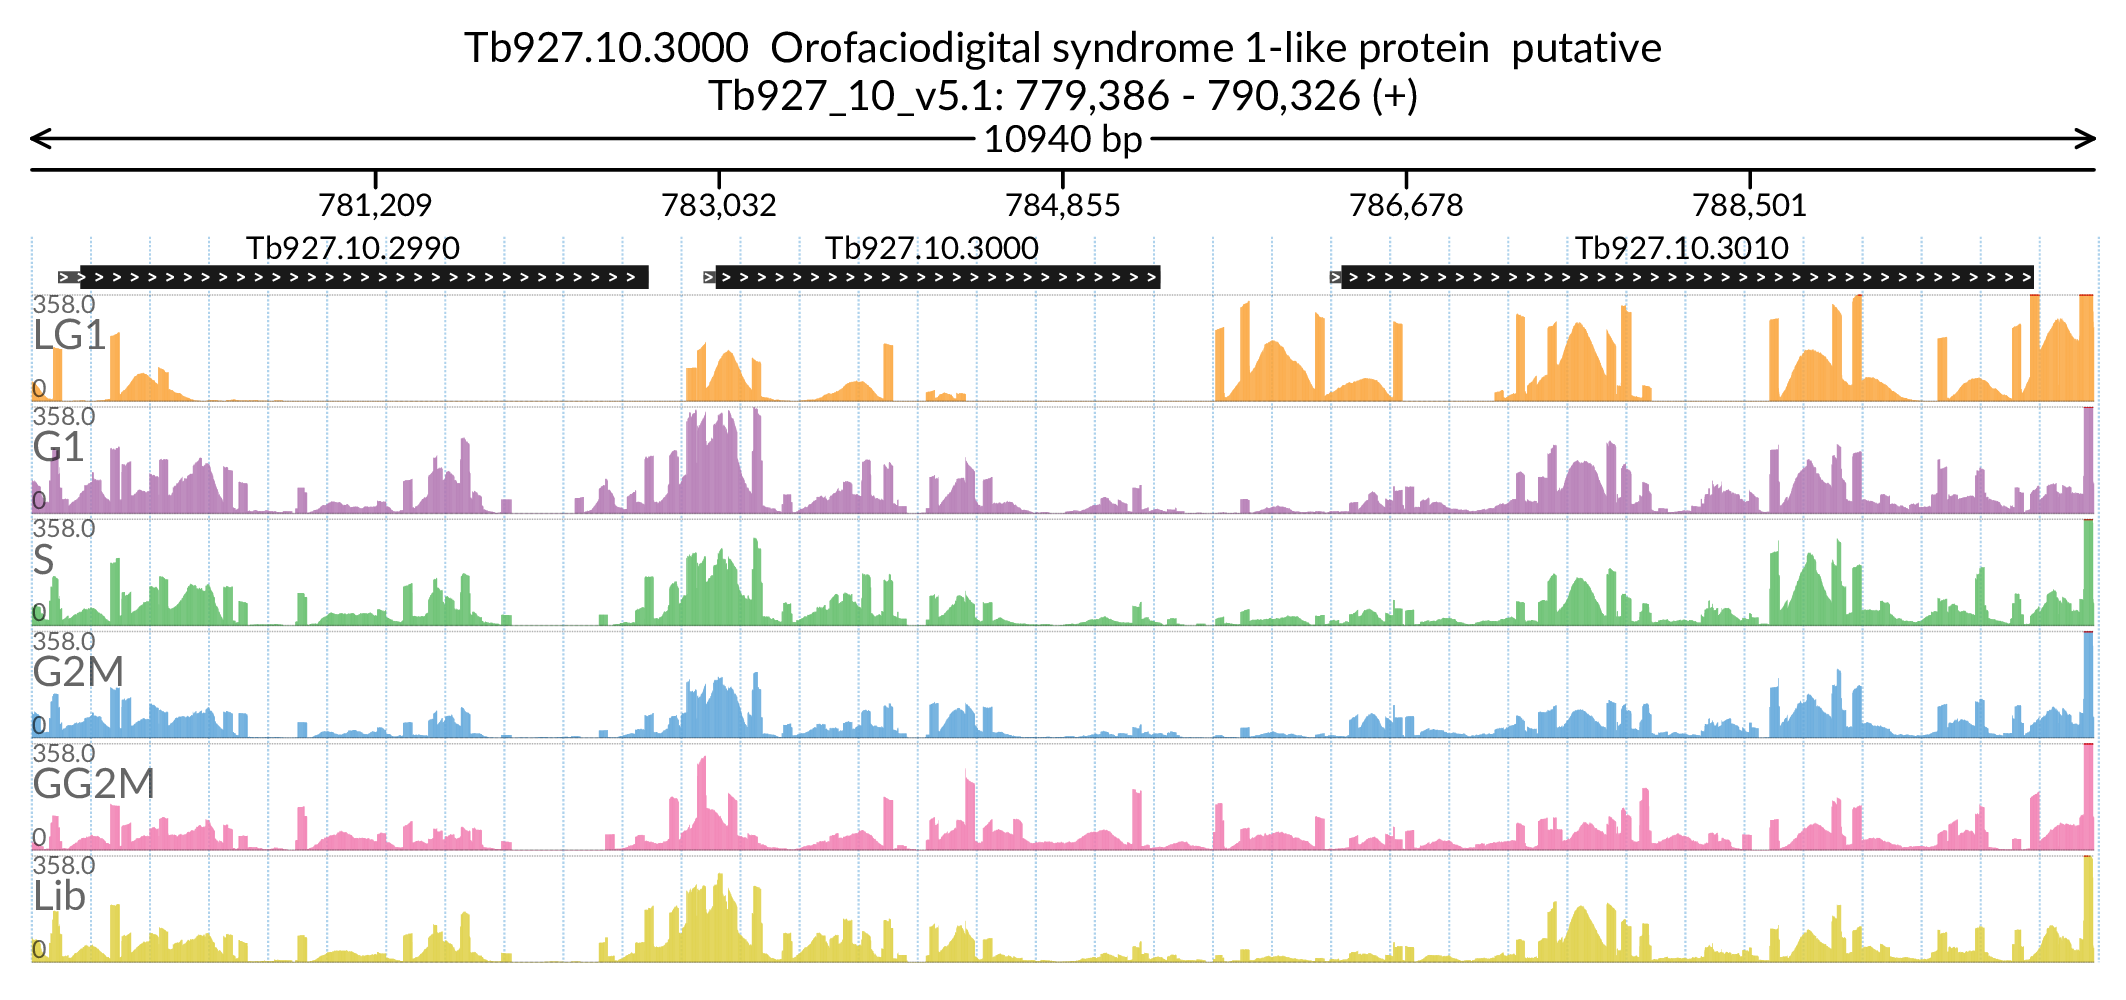 Tb927.10.3000 Orofaciodigital syndrome 1-like protein putative
Tb927_10_v5.1: 779,386 - 790,326 (+)
10940 bp
781,209 783,032 784,855 786,678 788,501
Tb927.10.2990 Tb927.10.3000 Tb927.10.3010
358.0
LG1
0
358.0
G1
0
358.0
S
0
358.0
G2M
0
358.0
GG2M
0
358.0
Lib
0